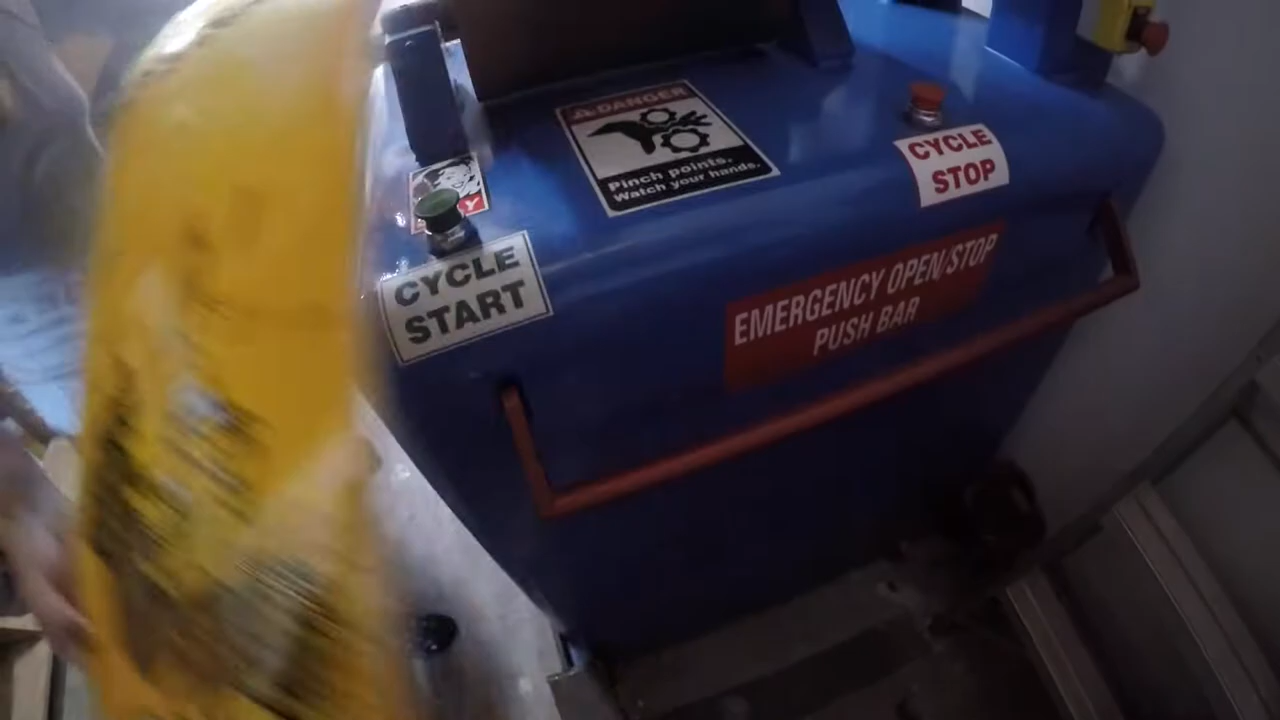 DANGER
Pinch points.
Watch your hands.
CYCLE
STOP
Y
CYCLE
START
EMERGENCY OPEN/STOP
PUSH BAR